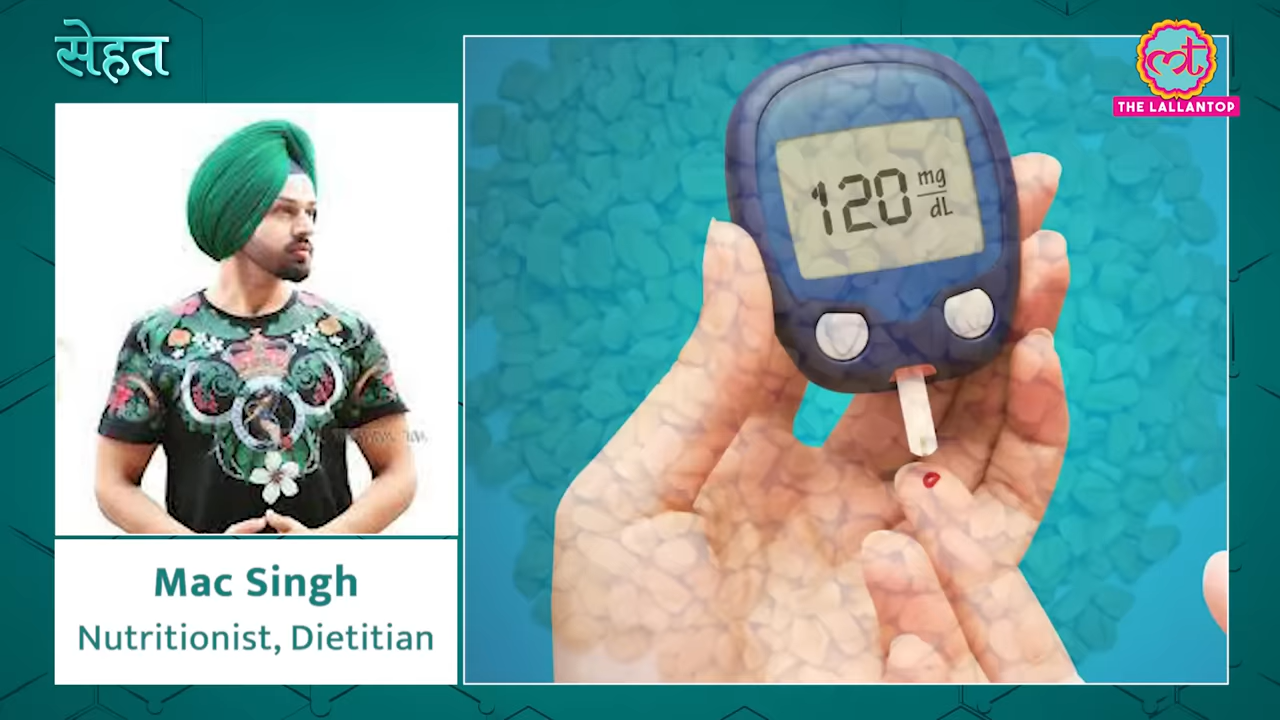 सेहत
THE LALLANTOP
120 mg
dL
Mac Singh
Nutritionist, Dietitian